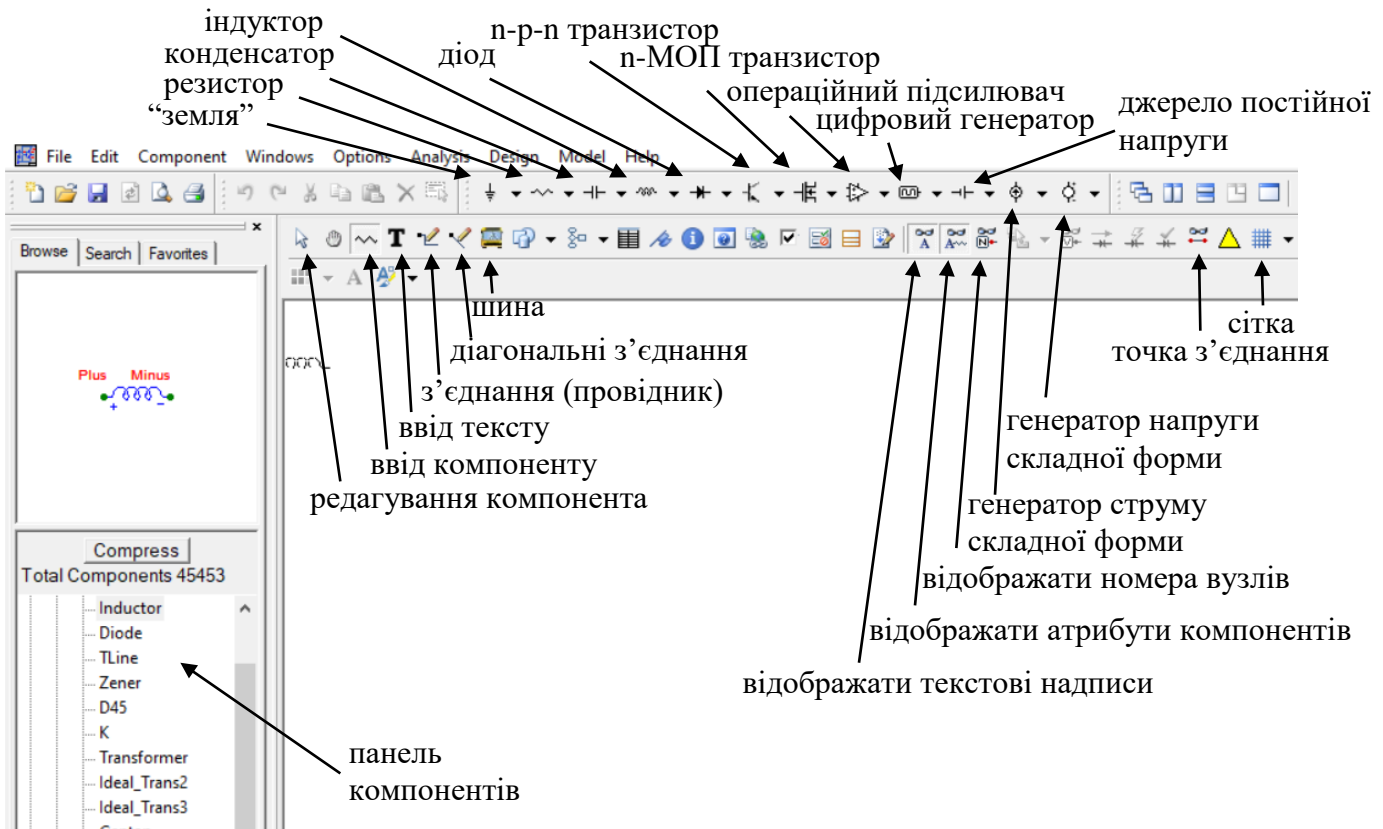 індуктор
n-p-n транзистор
конденсатор
діод
n-МОП транзистор
резистор
операційний підсилювач
джерело постійної
напруги
“земля”
цифровий генератор
File Edit Component Windows Options Analysis Design Model Help
Browse Search Favorites
T
A
A
N
V
A
A
шина
сітка
діагональні з’єднання
точка з’єднання
Plus Minus
+ −
з’єднання (провідник)
ввід тексту
генератор напруги
складної форми
ввід компоненту
редагування компонента
генератор струму
складної форми
Compress
Total Components 45453
відображати номера вузлів
Inductor
Diode
відображати атрибути компонентів
TLine
Zener
відображати текстові надписи
D45
K
Transformer
Ideal_Trans2
Ideal_Trans3
панель
компонентів